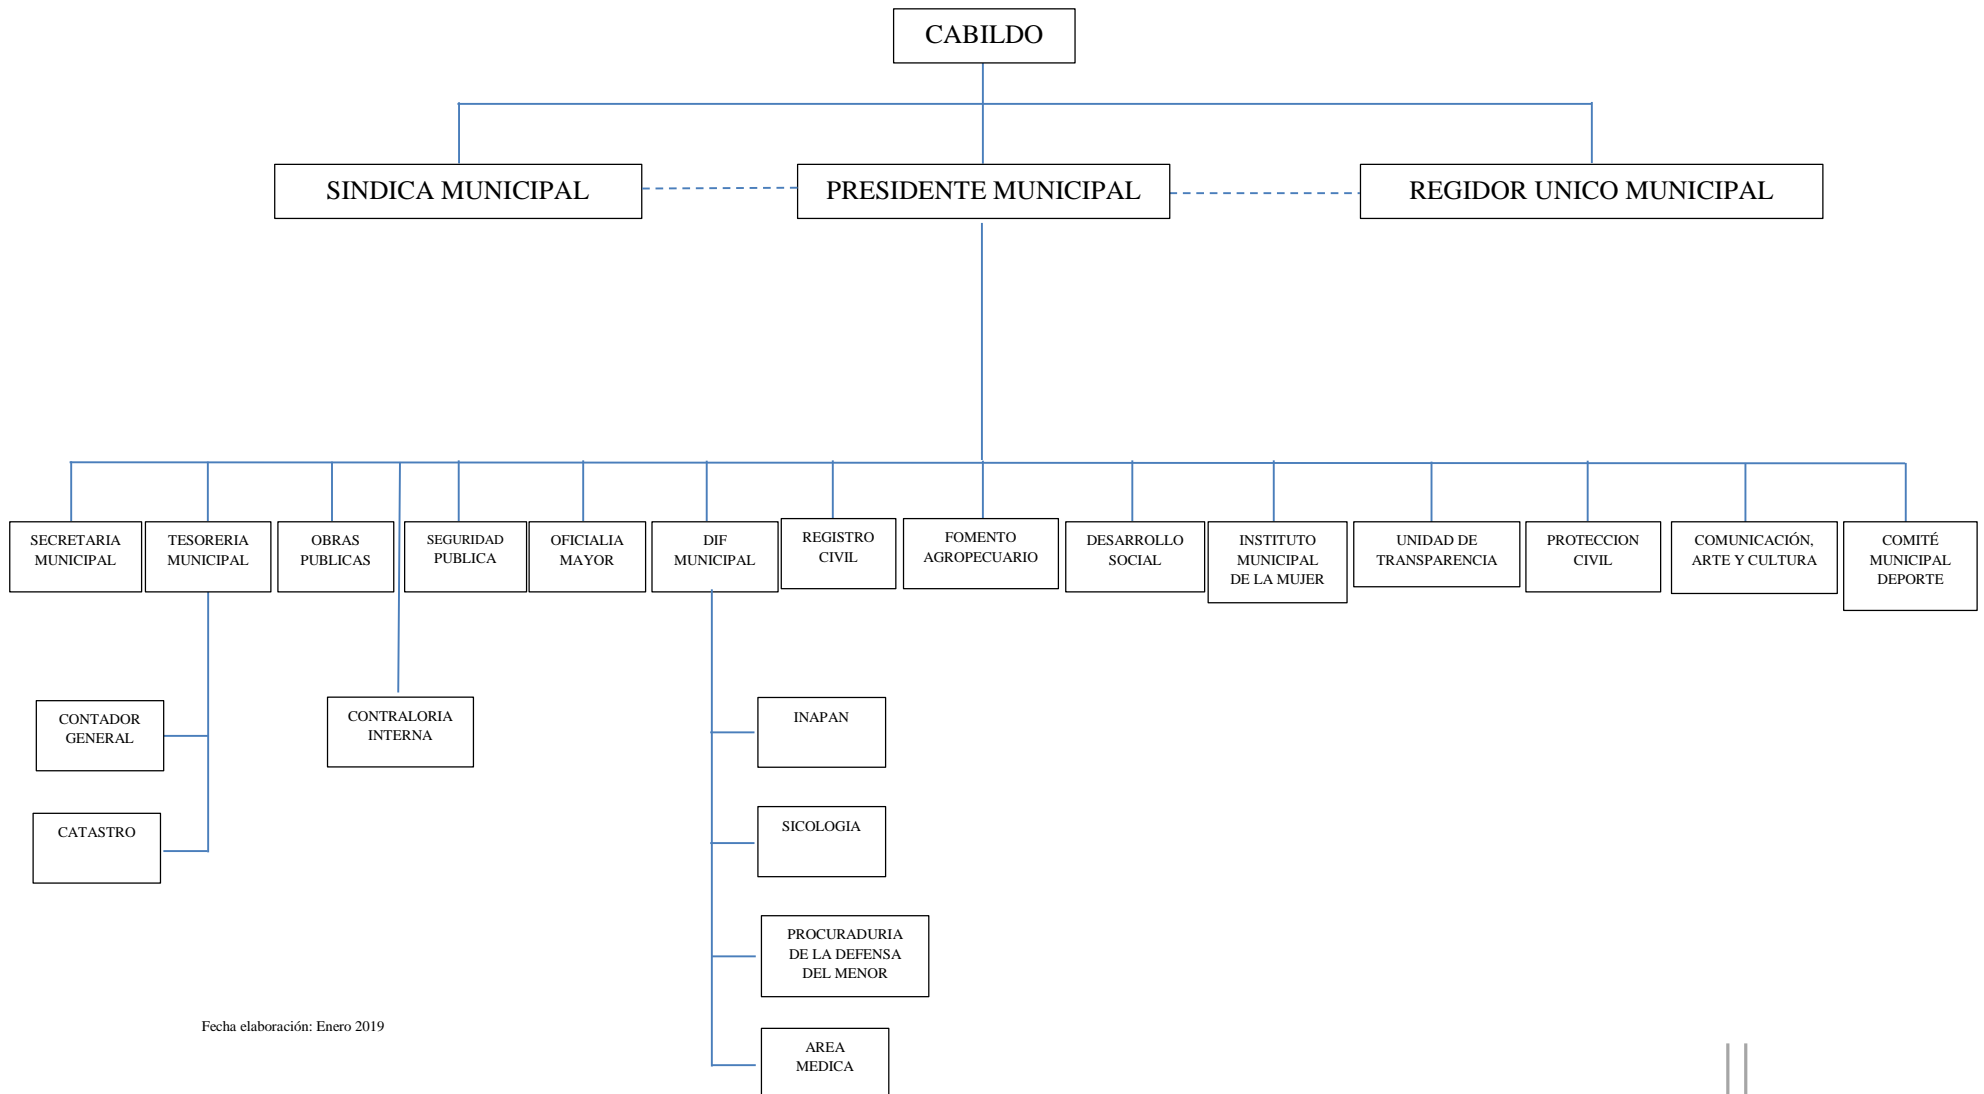 CABILDO
SINDICA MUNICIPAL
PRESIDENTE MUNICIPAL
REGIDOR UNICO MUNICIPAL
SECRETARIA
MUNICIPAL
TESORERIA
MUNICIPAL
OBRAS
PUBLICAS
SEGURIDAD
PUBLICA
OFICIALIA
MAYOR
DIF
MUNICIPAL
REGISTRO
CIVIL
FOMENTO
AGROPECUARIO
DESARROLLO
SOCIAL
INSTITUTO
MUNICIPAL
DE LA MUJER
UNIDAD DE
TRANSPARENCIA
PROTECCION
CIVIL
COMUNICACIÓN,
ARTE Y CULTURA
COMITÉ
MUNICIPAL
DEPORTE
CONTADOR
GENERAL
CONTRALORIA
INTERNA
INAPAN
CATASTRO
SICOLOGIA
PROCURADURIA
DE LA DEFENSA
DEL MENOR
AREA
MEDICA
Fecha elaboración: Enero 2019